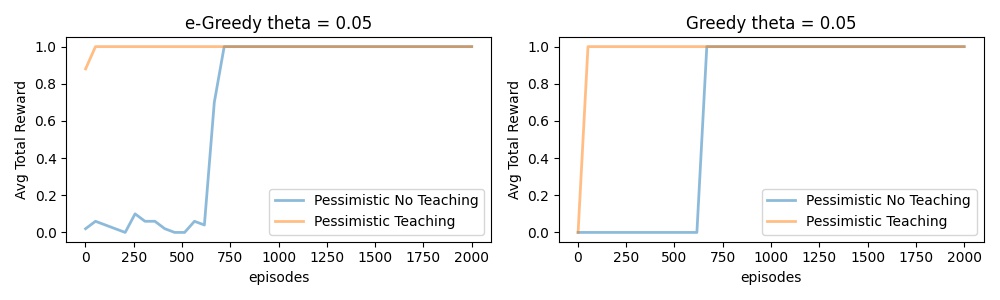 e-Greedy theta = 0.05
Avg Total Reward
1.0
0.8
0.6
0.4
0.2
0.0
Pessimistic No Teaching
Pessimistic Teaching
0 250 500 750 1000 1250 1500 1750 2000
episodes
Greedy theta = 0.05
Avg Total Reward
1.0
0.8
0.6
0.4
0.2
0.0
Pessimistic No Teaching
Pessimistic Teaching
0 250 500 750 1000 1250 1500 1750 2000
episodes